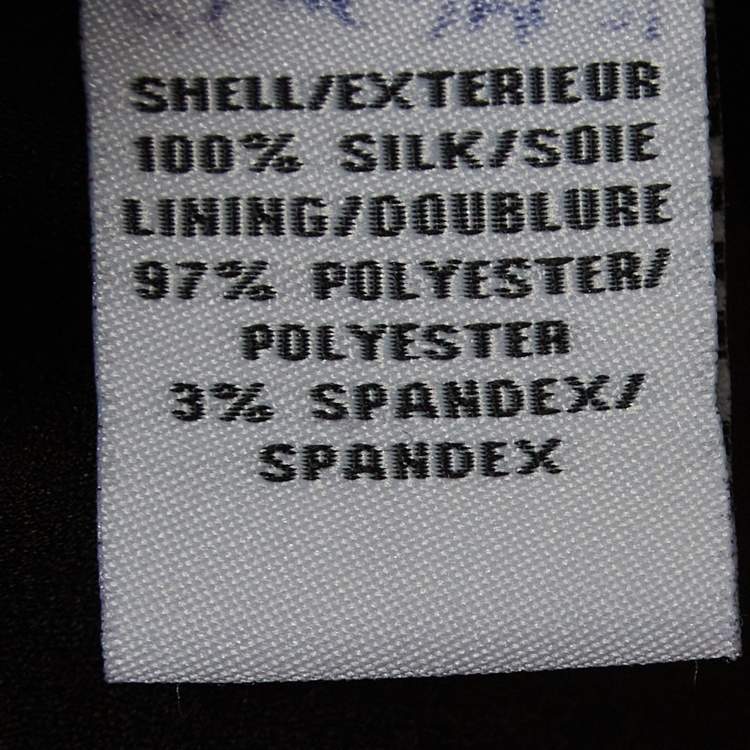 SHELL/EXTERIEUR
100% SILK/SOIE
LINING/DOUBLURE
97% POLYESTER/
POLYESTER
3% SPANDEX/
SPANDEX